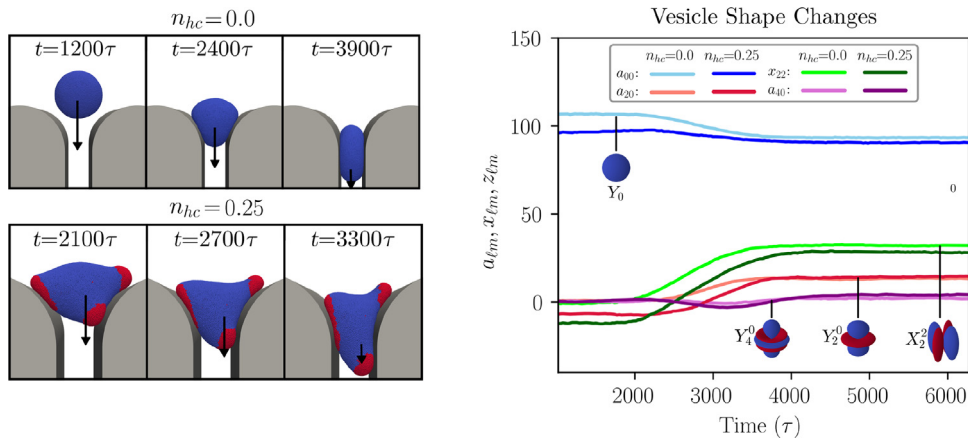 n_hc=0.0
t=1200τ t=2400τ t=3900τ
n_hc=0.25
t=2100τ t=2700τ t=3300τ
Vesicle Shape Changes
150
100
50
0
a_ℓm, x_ℓm, z_ℓm
n_hc=0.0 n_hc=0.25 n_hc=0.0 n_hc=0.25
a_00: x_22:
a_20: a_40:
Y_0
0
Y_4^0 Y_2^0 X_2^2
2000 3000 4000 5000 6000
Time (τ)